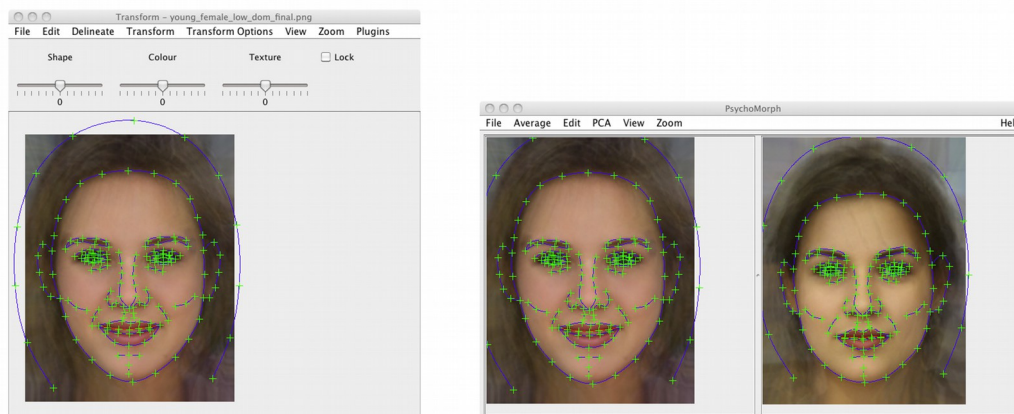 Transform - young_female_low_dom_final.png
File Edit Delineate Transform Transform Options View Zoom Plugins
Shape Colour Texture Lock
0 0 0
PsychoMorph
File Average Edit PCA View Zoom Hel